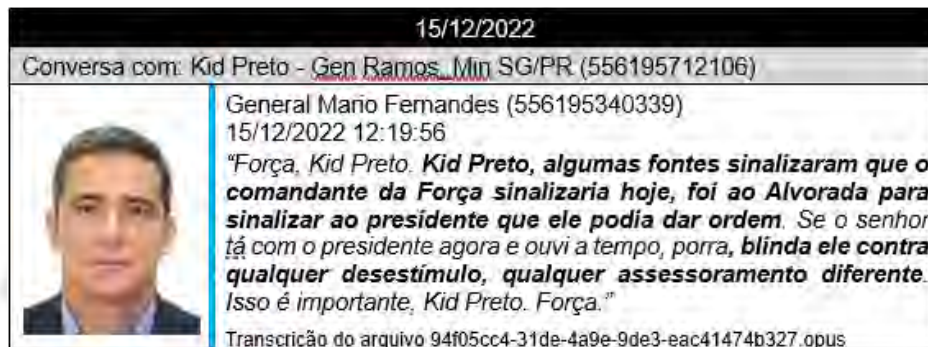 15/12/2022
Conversa com: Kid Preto - Gen Ramos. Min SG/PR (556195712106)
General Mario Fernandes (556195340339)
15/12/2022 12:19:56
“Força, Kid Preto. Kid Preto, algumas fontes sinalizaram que o
comandante da Força sinalizaria hoje, foi ao Alvorada para
sinalizar ao presidente que ele podia dar ordem. Se o senhor
tá com o presidente agora e ouvi a tempo, porra, blinda ele contra
qualquer desestímulo, qualquer assessoramento diferente.
Isso é importante, Kid Preto. Força.”
Transcrição do arquivo 94f05cc4-31de-4a9e-9de3-eac41474b327.opus